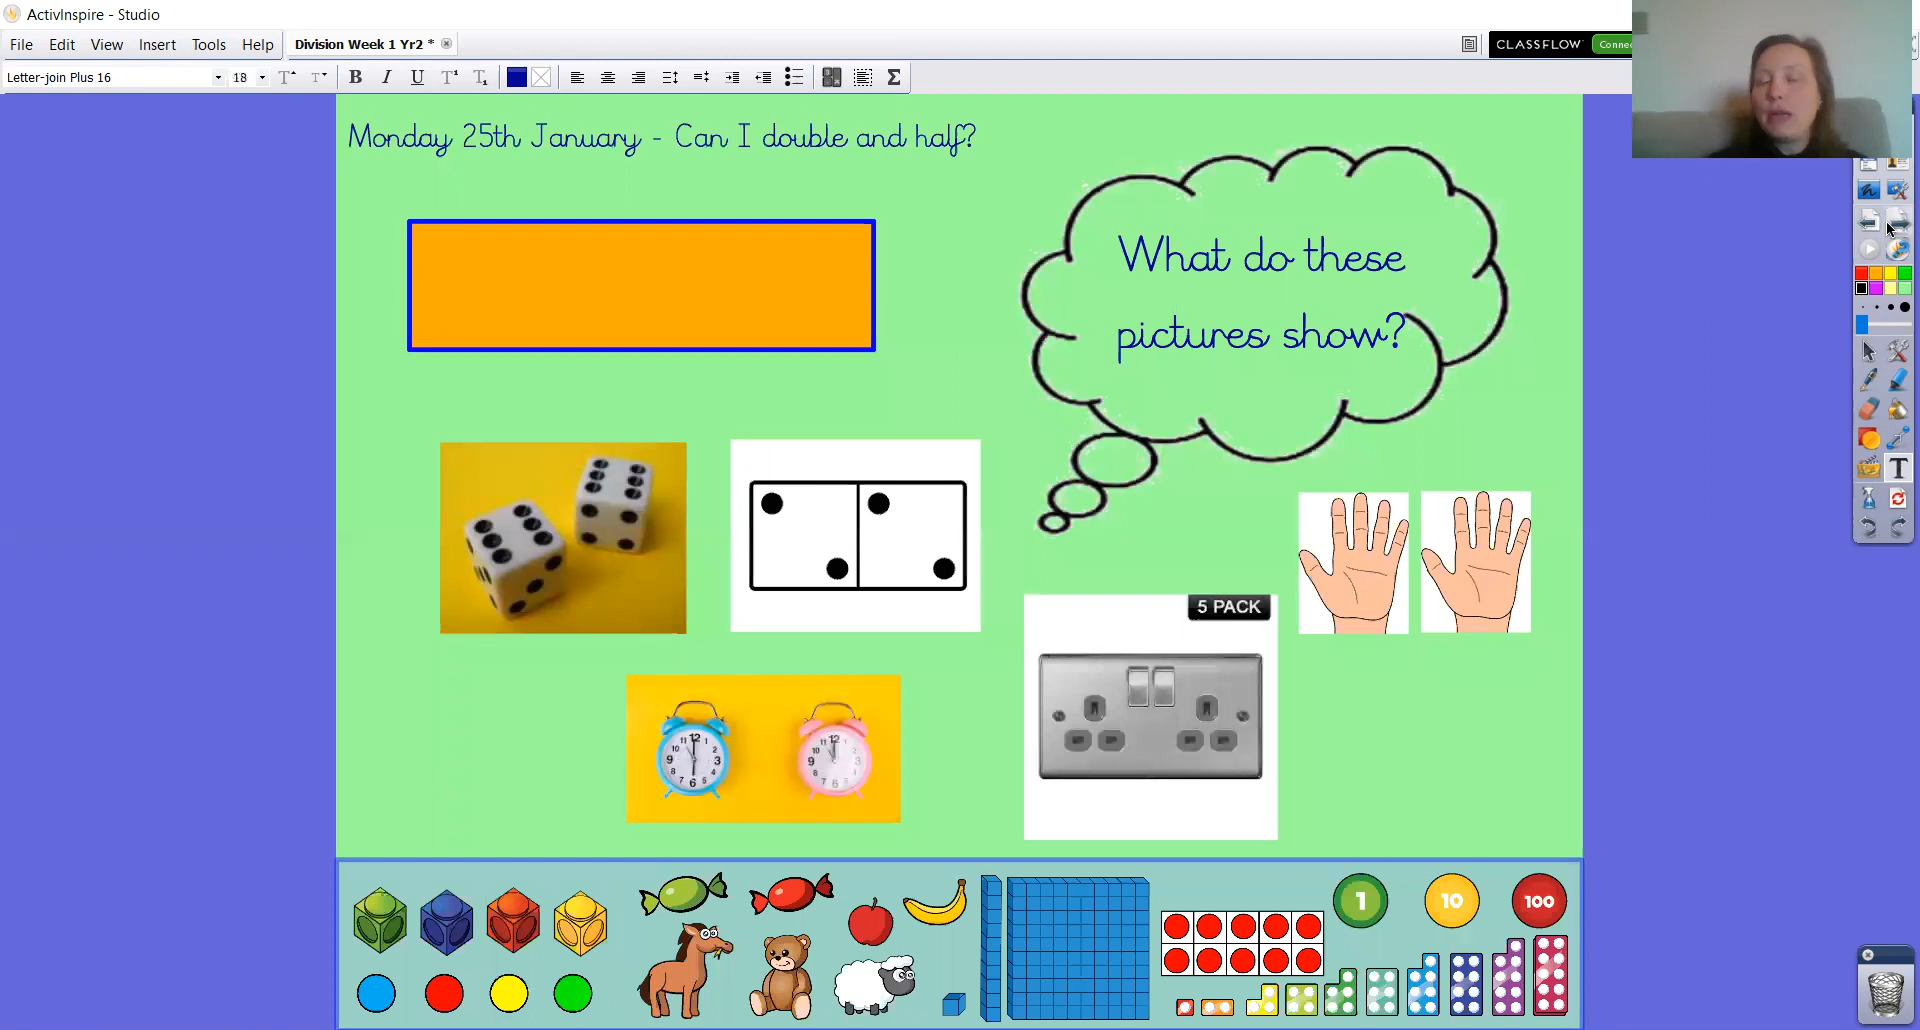 ActivInspire - Studio
File Edit View Insert Tools Help
Division Week 1 Yr2 *
CLASSFLOW
Letter-join Plus 16
18
B I U
Monday 25th January - Can I double and half?
What do these
pictures show?
5 PACK
1
10
100
T